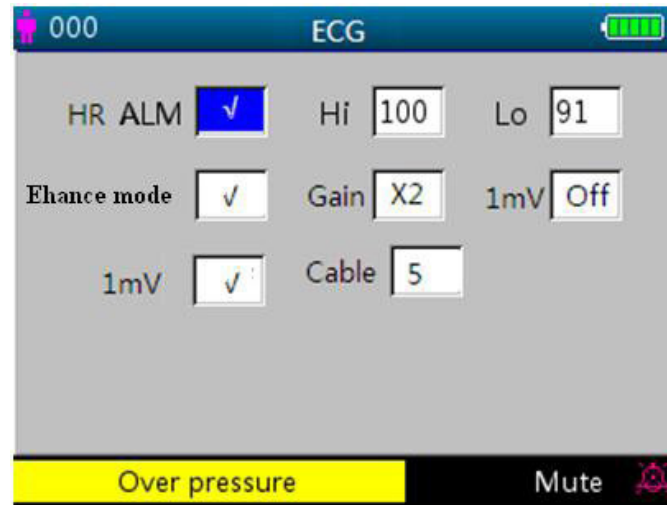 000 ECG
HR ALM √ Hi 100 Lo 91
Ehance mode √ Gain X2 1mV Off
1mV √ Cable 5
Over pressure Mute